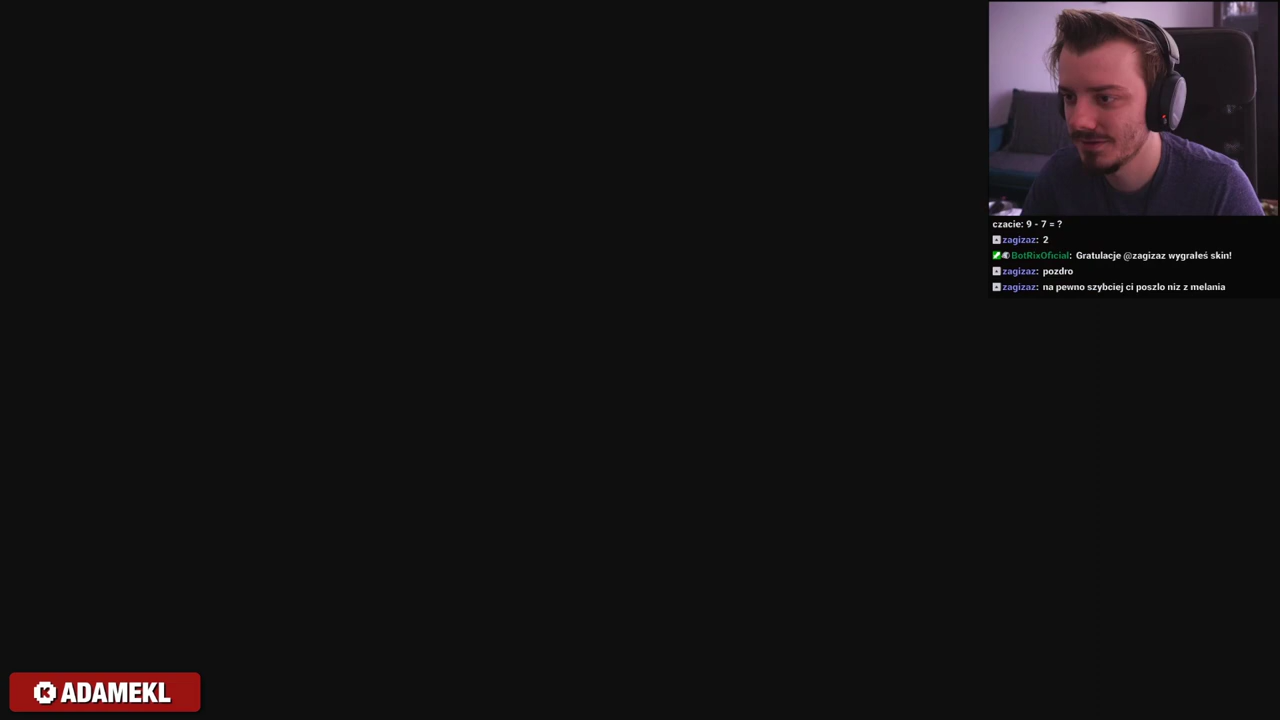 czacie: 9 - 7 = ?
zagizaz: 2
BotRixOficial: Gratulacje @zagizaz wygrałeś skin!
zagizaz: pozdro
zagizaz: na pewno szybciej ci poszlo niz z melania
ADAMEKL